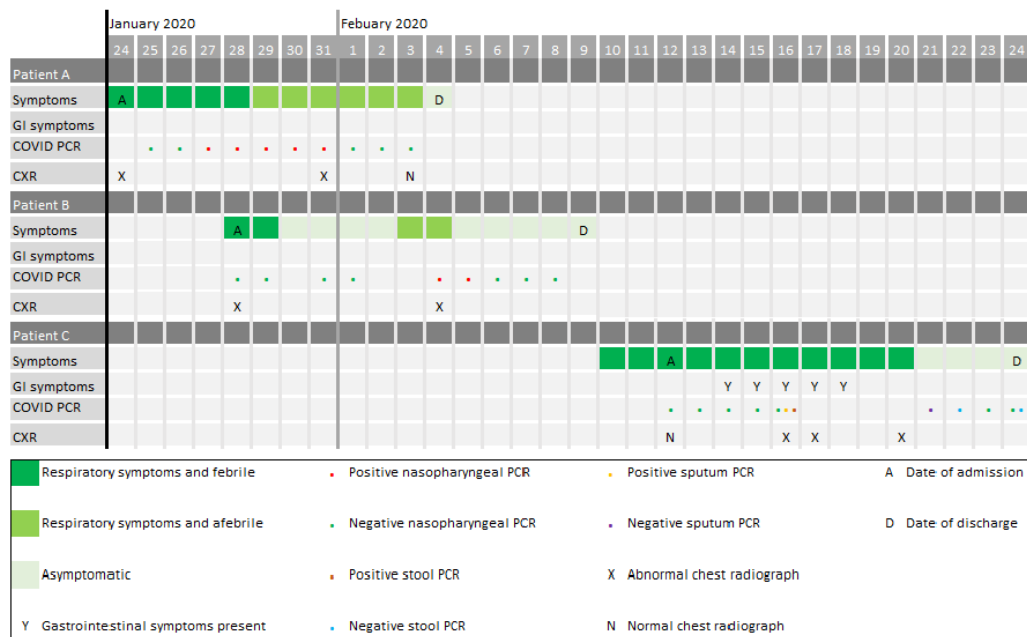 January 2020 Febuary 2020
24 25 26 27 28 29 30 31 1 2 3 4 5 6 7 8 9 10 11 12 13 14 15 16 17 18 19 20 21 22 23 24
Patient A
Symptoms A D
GI symptoms
COVID PCR
CXR X X N
Patient B
Symptoms A D
GI symptoms
COVID PCR
CXR X X
Patient C
Symptoms A D
GI symptoms Y Y Y Y Y
COVID PCR
CXR N X X X
Respiratory symptoms and febrile Positive nasopharyngeal PCR Positive sputum PCR A Date of admission
Respiratory symptoms and afebrile Negative nasopharyngeal PCR Negative sputum PCR D Date of discharge
Asymptomatic Positive stool PCR X Abnormal chest radiograph
Y Gastrointestinal symptoms present Negative stool PCR N Normal chest radiograph